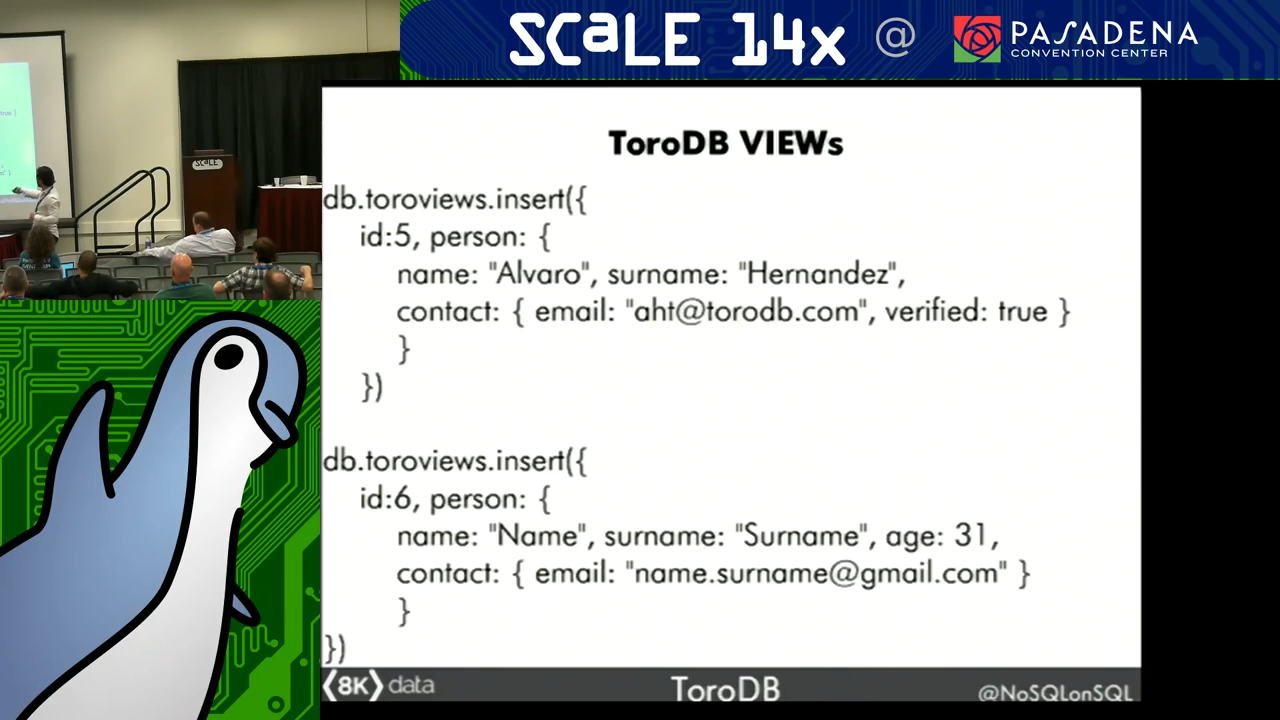 SCaLE 14x @ PASADENA
CONVENTION CENTER
true }
SCaLE
ToroDB VIEWs
db.toroviews.insert({
id:5, person: {
name: "Alvaro", surname: "Hernandez",
contact: { email: "aht@torodb.com", verified: true }
}
})
db.toroviews.insert({
id:6, person: {
name: "Name", surname: "Surname", age: 31,
contact: { email: "name.surname@gmail.com" }
}
})
⟨8K⟩ data
ToroDB
@NoSQLonSQL